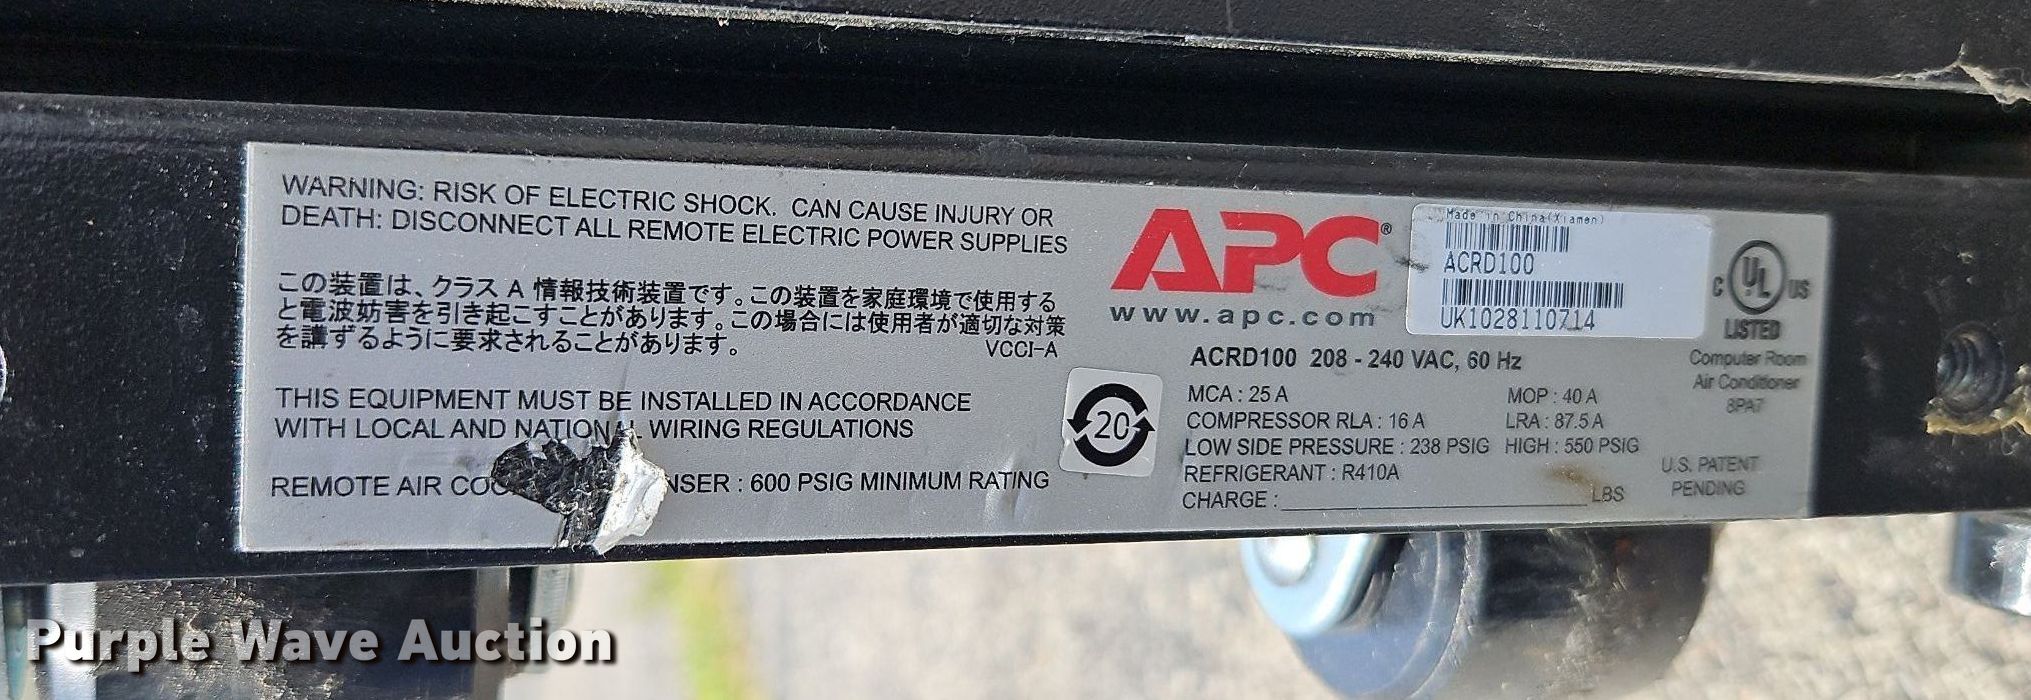 WARNING: RISK OF ELECTRIC SHOCK. CAN CAUSE INJURY OR
DEATH: DISCONNECT ALL REMOTE ELECTRIC POWER SUPPLIES
この装置は、クラス A 情報技術装置です。この装置を家庭環境で使用する
と電波妨害を引き起こすことがあります。この場合には使用者が適切な対策
を講ずるように要求されることがあります。
VCCI-A
THIS EQUIPMENT MUST BE INSTALLED IN ACCORDANCE
WITH LOCAL AND NATIONAL WIRING REGULATIONS
REMOTE AIR : 600 PSIG MINIMUM RATING
20
APC®
www.apc.com
Made in China(Xiamen)
ACRD100
UK1028110714
C UL US
LISTED
Computer Room
Air Conditioner
8PA7
ACRD100 208 - 240 VAC, 60 Hz
MCA : 25 A MOP : 40 A
COMPRESSOR RLA : 16 A LRA : 87.5 A
LOW SIDE PRESSURE : 238 PSIG HIGH : 550 PSIG
REFRIGERANT : R410A
CHARGE : LBS
U.S. PATENT
PENDING
Purple Wave Auction